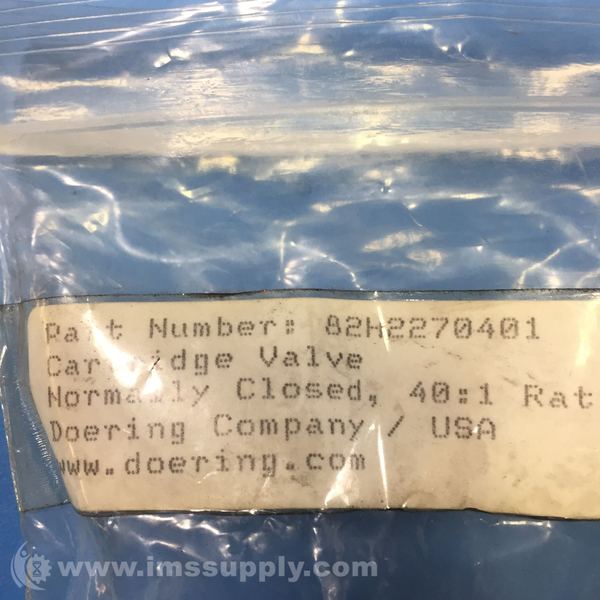 Part Number: 82H2270401
Cartridge Valve
Normally Closed, 40:1 Rat
Doering Company / USA
www.doering.com
www.imssupply.com